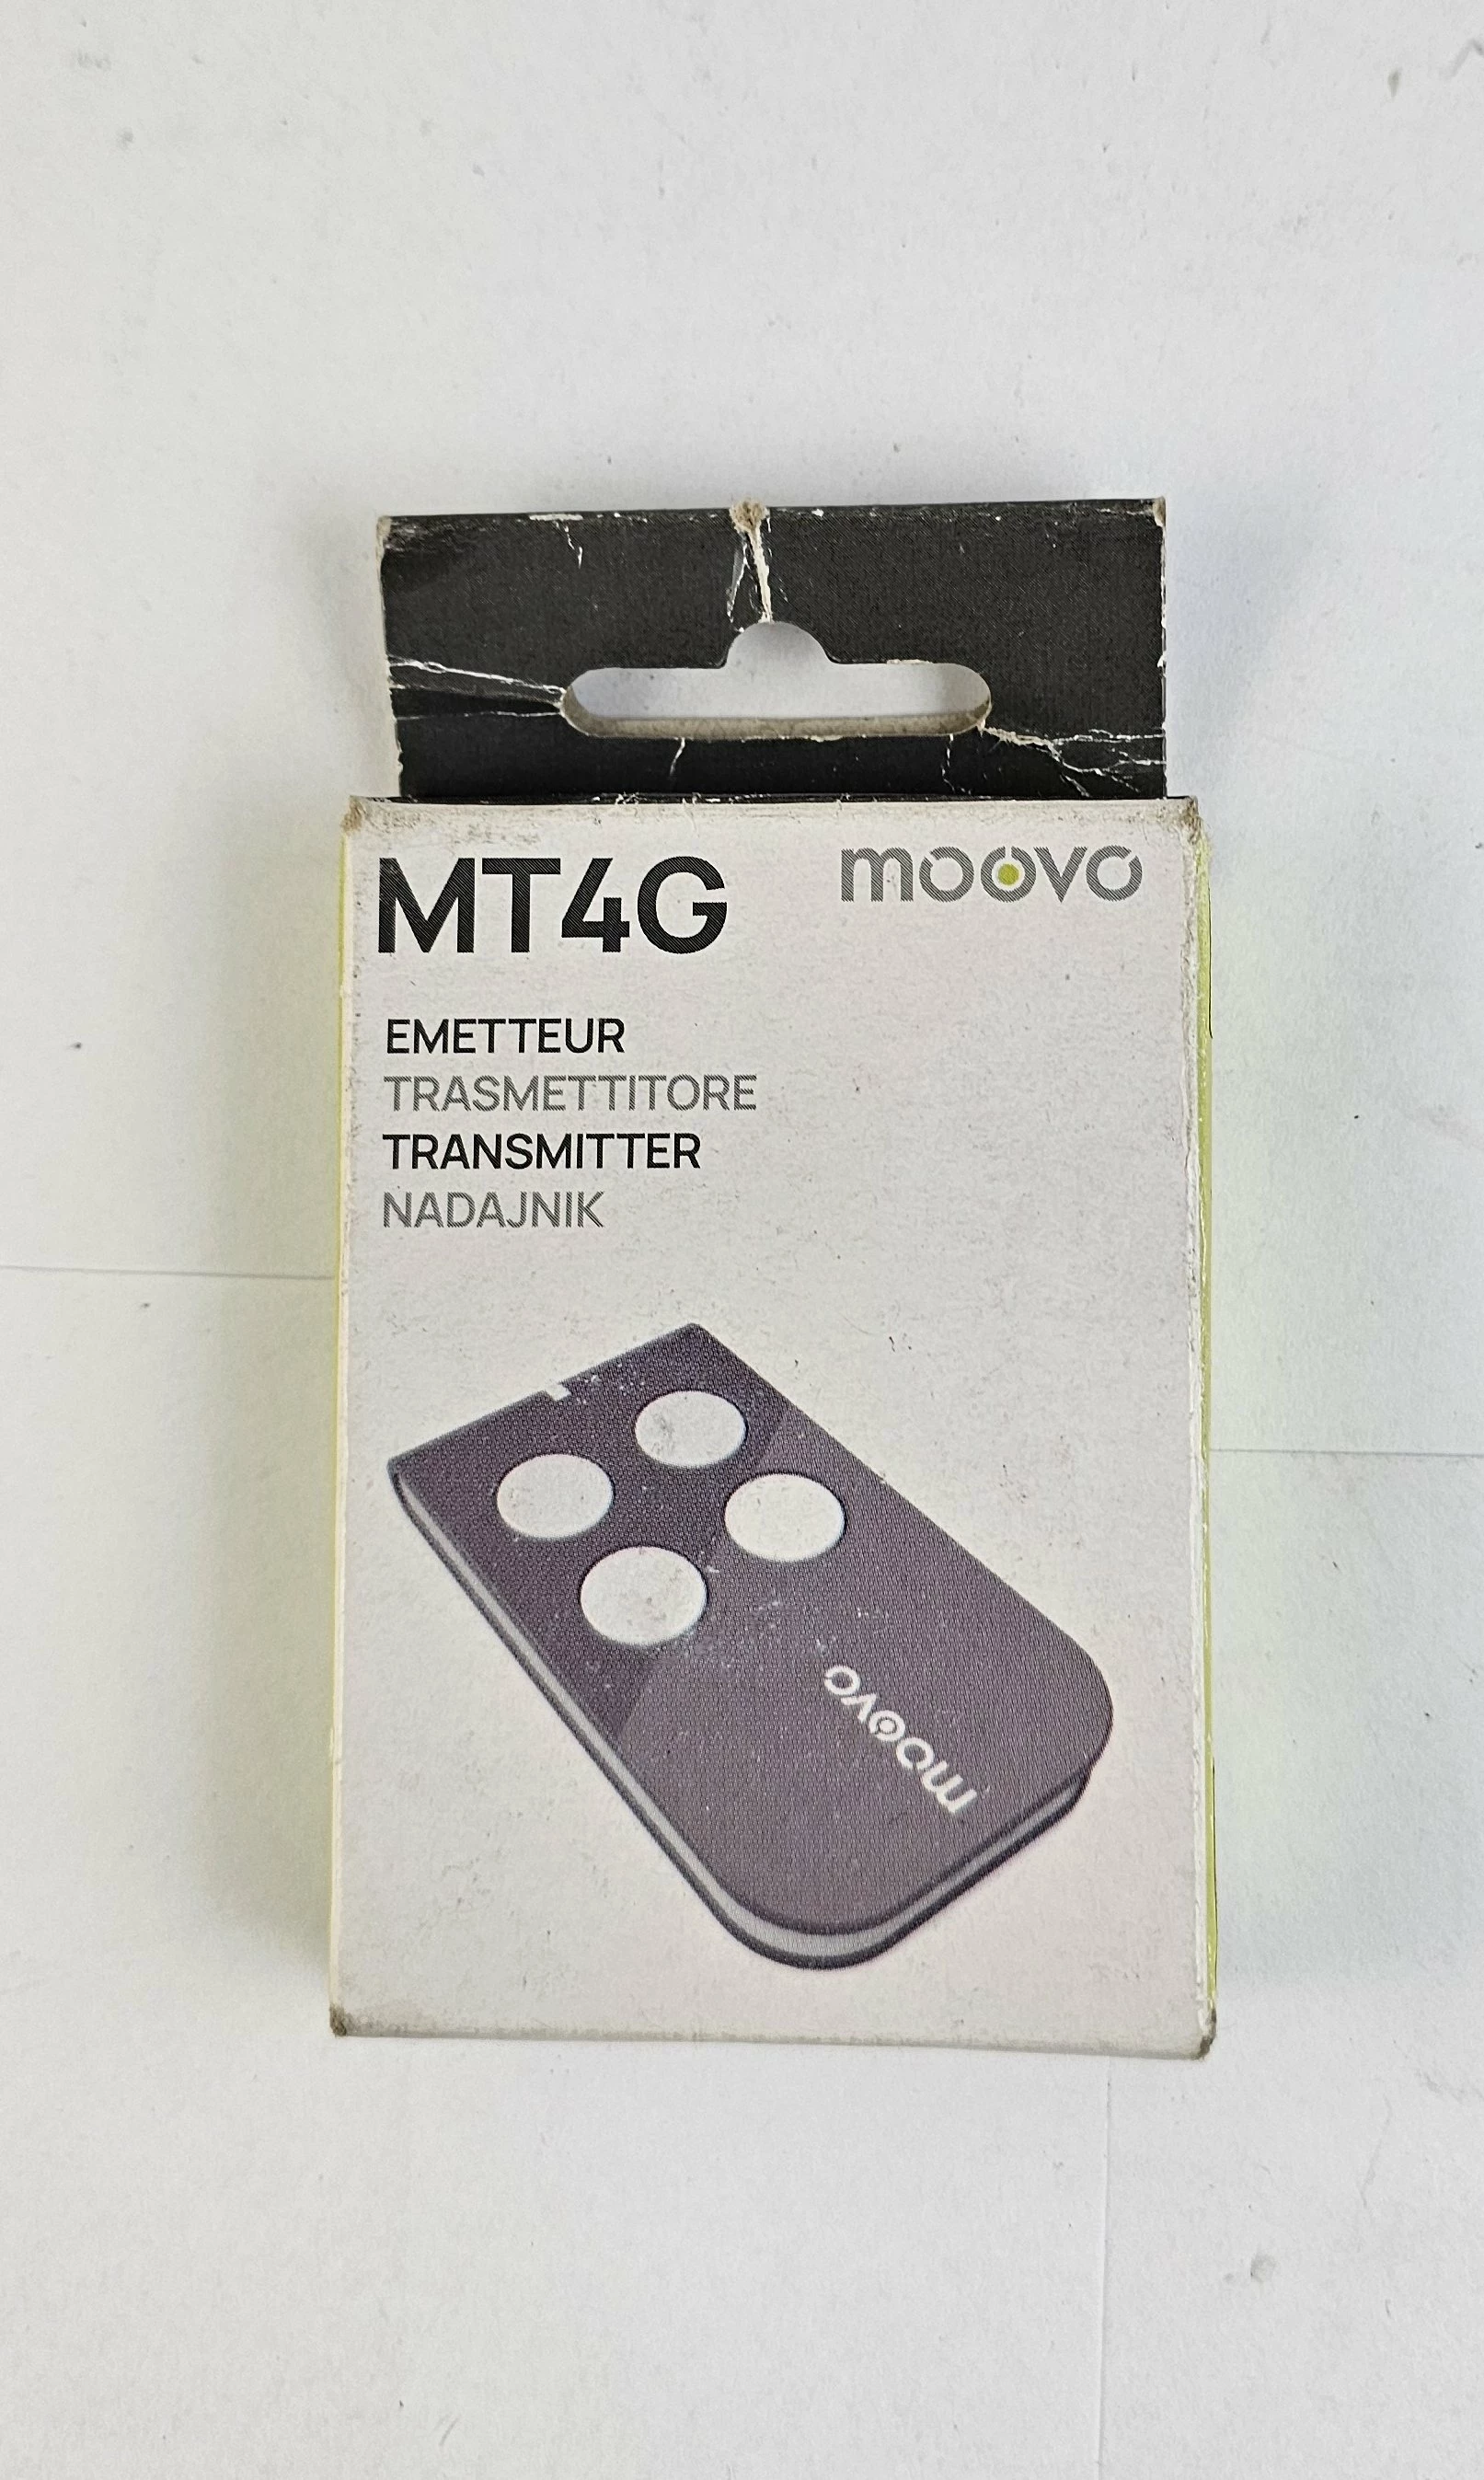 MT4G moovo
EMETTEUR
TRASMETTITORE
TRANSMITTER
NADAJNIK
moovo